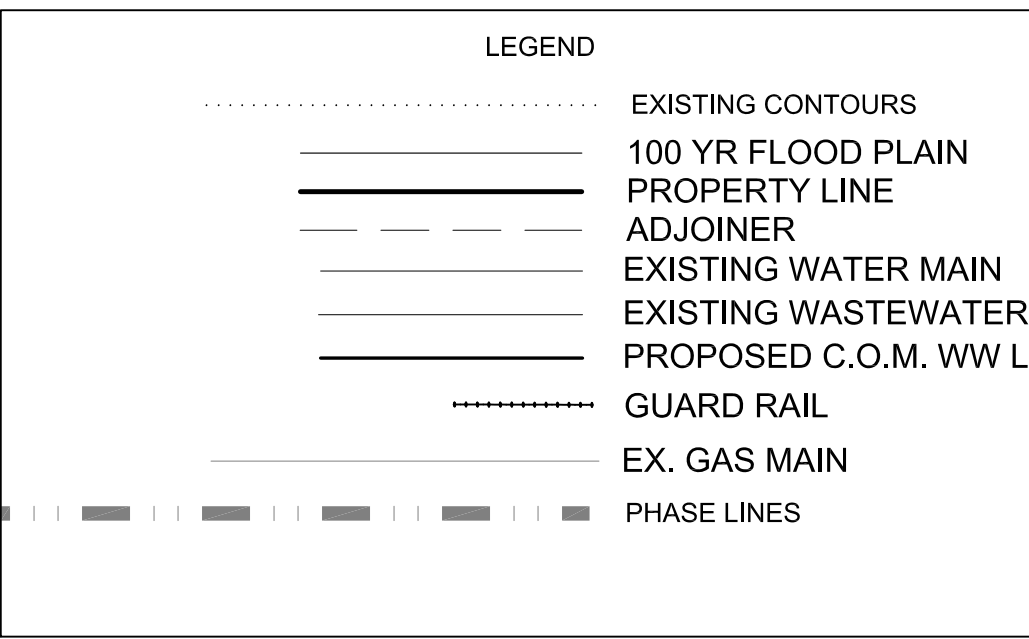 LEGEND
EXISTING CONTOURS
100 YR FLOOD PLAIN
PROPERTY LINE
ADJOINER
EXISTING WATER MAIN
EXISTING WASTEWATER
PROPOSED C.O.M. WW L
GUARD RAIL
EX. GAS MAIN
PHASE LINES